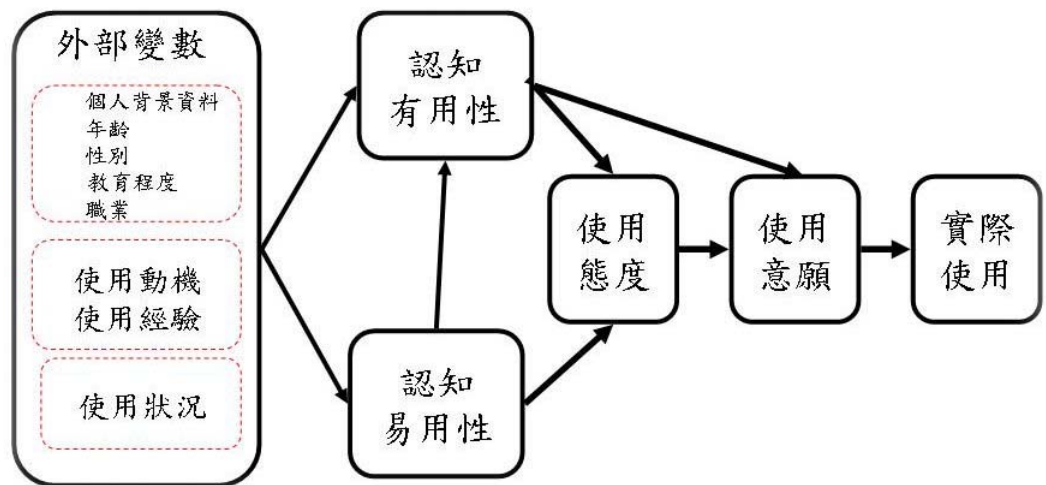 外部變數
個人背景資料
年齡
性別
教育程度
職業
使用動機
使用經驗
使用狀況
認知
有用性
認知
易用性
使用
態度
使用
意願
實際
使用